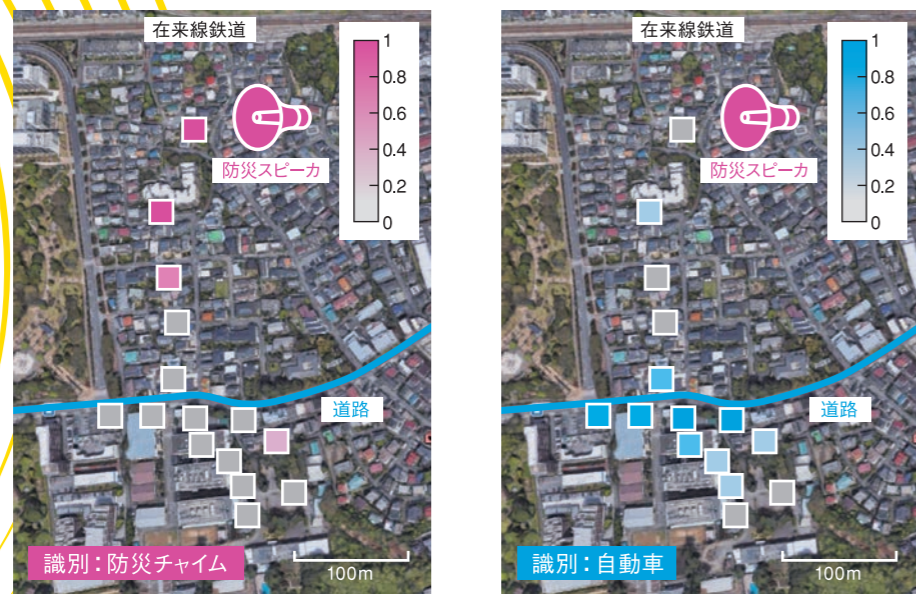 在来線鉄道
1
0.8
0.6
0.4
0.2
0
防災スピーカ
道路
識別：防災チャイム
100m
在来線鉄道
1
0.8
0.6
0.4
0.2
0
防災スピーカ
道路
識別：自動車
100m